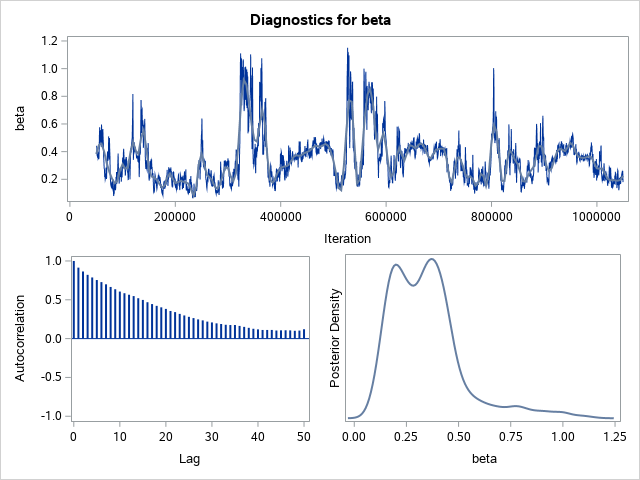 Diagnostics for beta
beta
1.2
1.0
0.8
0.6
0.4
0.2
0 200000 400000 600000 800000 1000000
Iteration
Autocorrelation
1.0
0.5
0.0
-0.5
-1.0
0 10 20 30 40 50
Lag
Posterior Density
0.00 0.25 0.50 0.75 1.00 1.25
beta